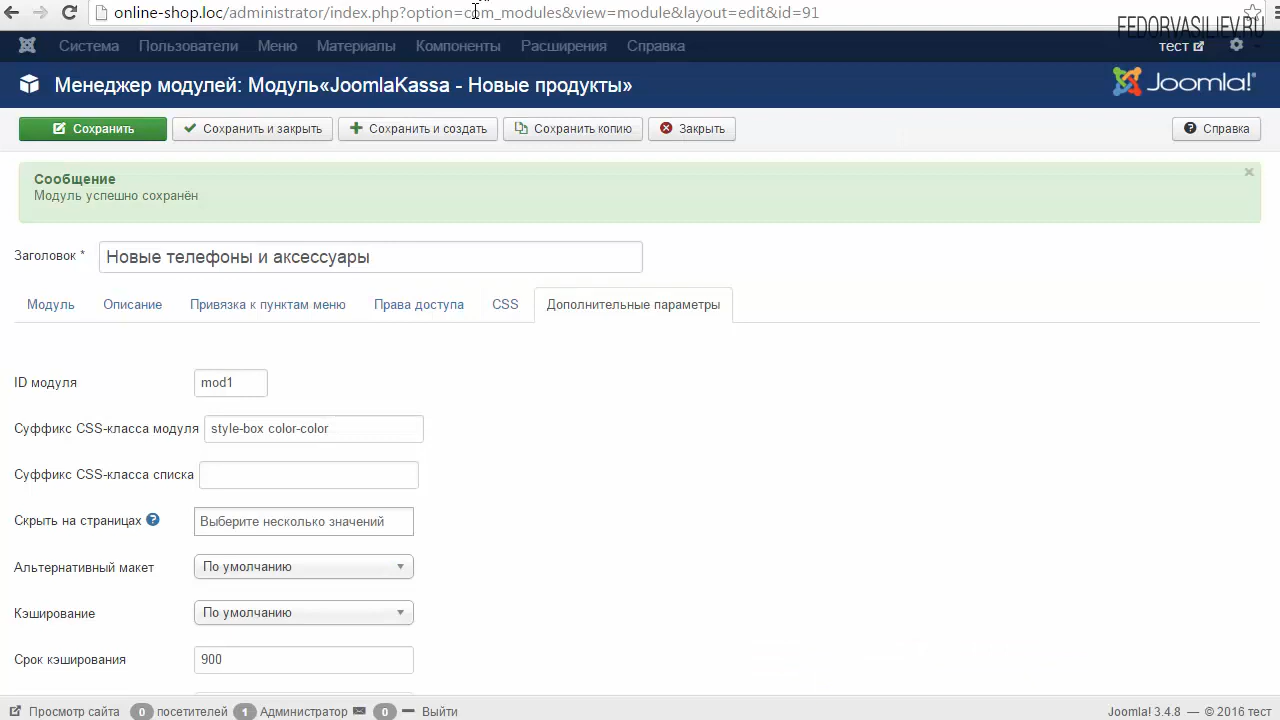 online-shop.loc/administrator/index.php?option=com_modules&view=module&layout=edit&id=91
FEDORVASILIEV.RU
Система Пользователи Меню Материалы Компоненты Расширения Справка тест
Менеджер модулей: Модуль«JoomlaKassa - Новые продукты» Joomla!
Сохранить Сохранить и закрыть Сохранить и создать Сохранить копию Закрыть Справка
Сообщение
Модуль успешно сохранён
Заголовок * Новые телефоны и аксессуары
Модуль Описание Привязка к пунктам меню Права доступа CSS Дополнительные параметры
ID модуля mod1
Суффикс CSS-класса модуля style-box color-color
Суффикс CSS-класса списка
Скрыть на страницах Выберите несколько значений
Альтернативный макет По умолчанию
Кэширование По умолчанию
Срок кэширования 900
Просмотр сайта 0 посетителей 1 Администратор 0 Выйти Joomla! 3.4.8 — © 2016 тест